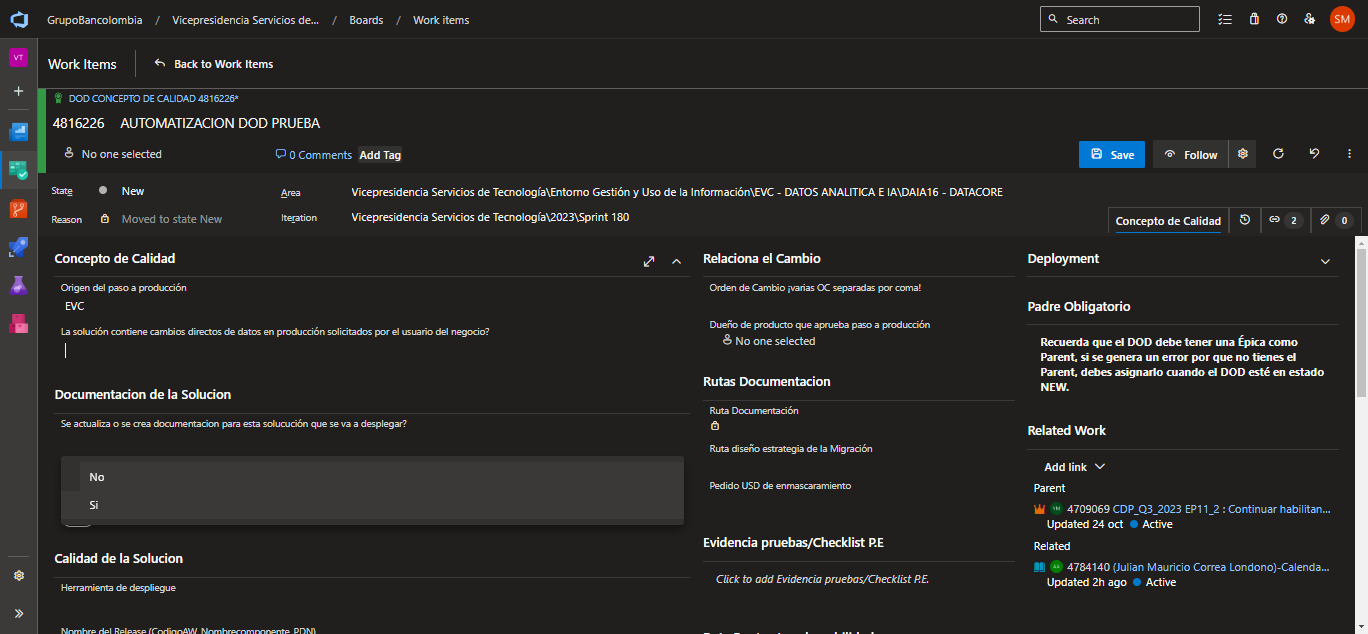 GrupoBancolombia / Vicepresidencia Servicios de... / Boards / Work items
Search
SM
VT
Work Items
Back to Work Items
DOD CONCEPTO DE CALIDAD 4816226*
4816226 AUTOMATIZACION DOD PRUEBA
No one selected
0 Comments
Add Tag
Save
Follow
State
New
Area
Vicepresidencia Servicios de Tecnología\Entorno Gestión y Uso de la Información\EVC - DATOS ANALITICA E IA\DAIA16 - DATACORE
Reason
Moved to state New
Iteration
Vicepresidencia Servicios de Tecnología\2023\Sprint 180
Concepto de Calidad
2
0
Concepto de Calidad
Origen del paso a producción
EVC
La solución contiene cambios directos de datos en producción solicitados por el usuario del negocio?
Documentacion de la Solucion
Se actualiza o se crea documentacion para esta solucución que se va a desplegar?
No
Si
Calidad de la Solucion
Herramienta de despliegue
Nombre del Release (CodigoAW_Nombrecomponente_PDN)
Relaciona el Cambio
Orden de Cambio ¡varias OC separadas por coma!
Dueño de producto que aprueba paso a producción
No one selected
Rutas Documentacion
Ruta Documentación
Ruta diseño estrategia de la Migración
Pedido USD de enmascaramiento
Evidencia pruebas/Checklist P.E
Click to add Evidencia pruebas/Checklist P.E.
Deployment
Padre Obligatorio
Recuerda que el DOD debe tener una Épica como
Parent, si se genera un error por que no tienes el
Parent, debes asignarlo cuando el DOD esté en estado
NEW.
Related Work
Add link
Parent
YM
4709069 CDP_Q3_2023 EP11_2 : Continuar habilitan...
Updated 24 oct
Active
Related
AA
4784140 (Julian Mauricio Correa Londono)-Calenda...
Updated 2h ago
Active